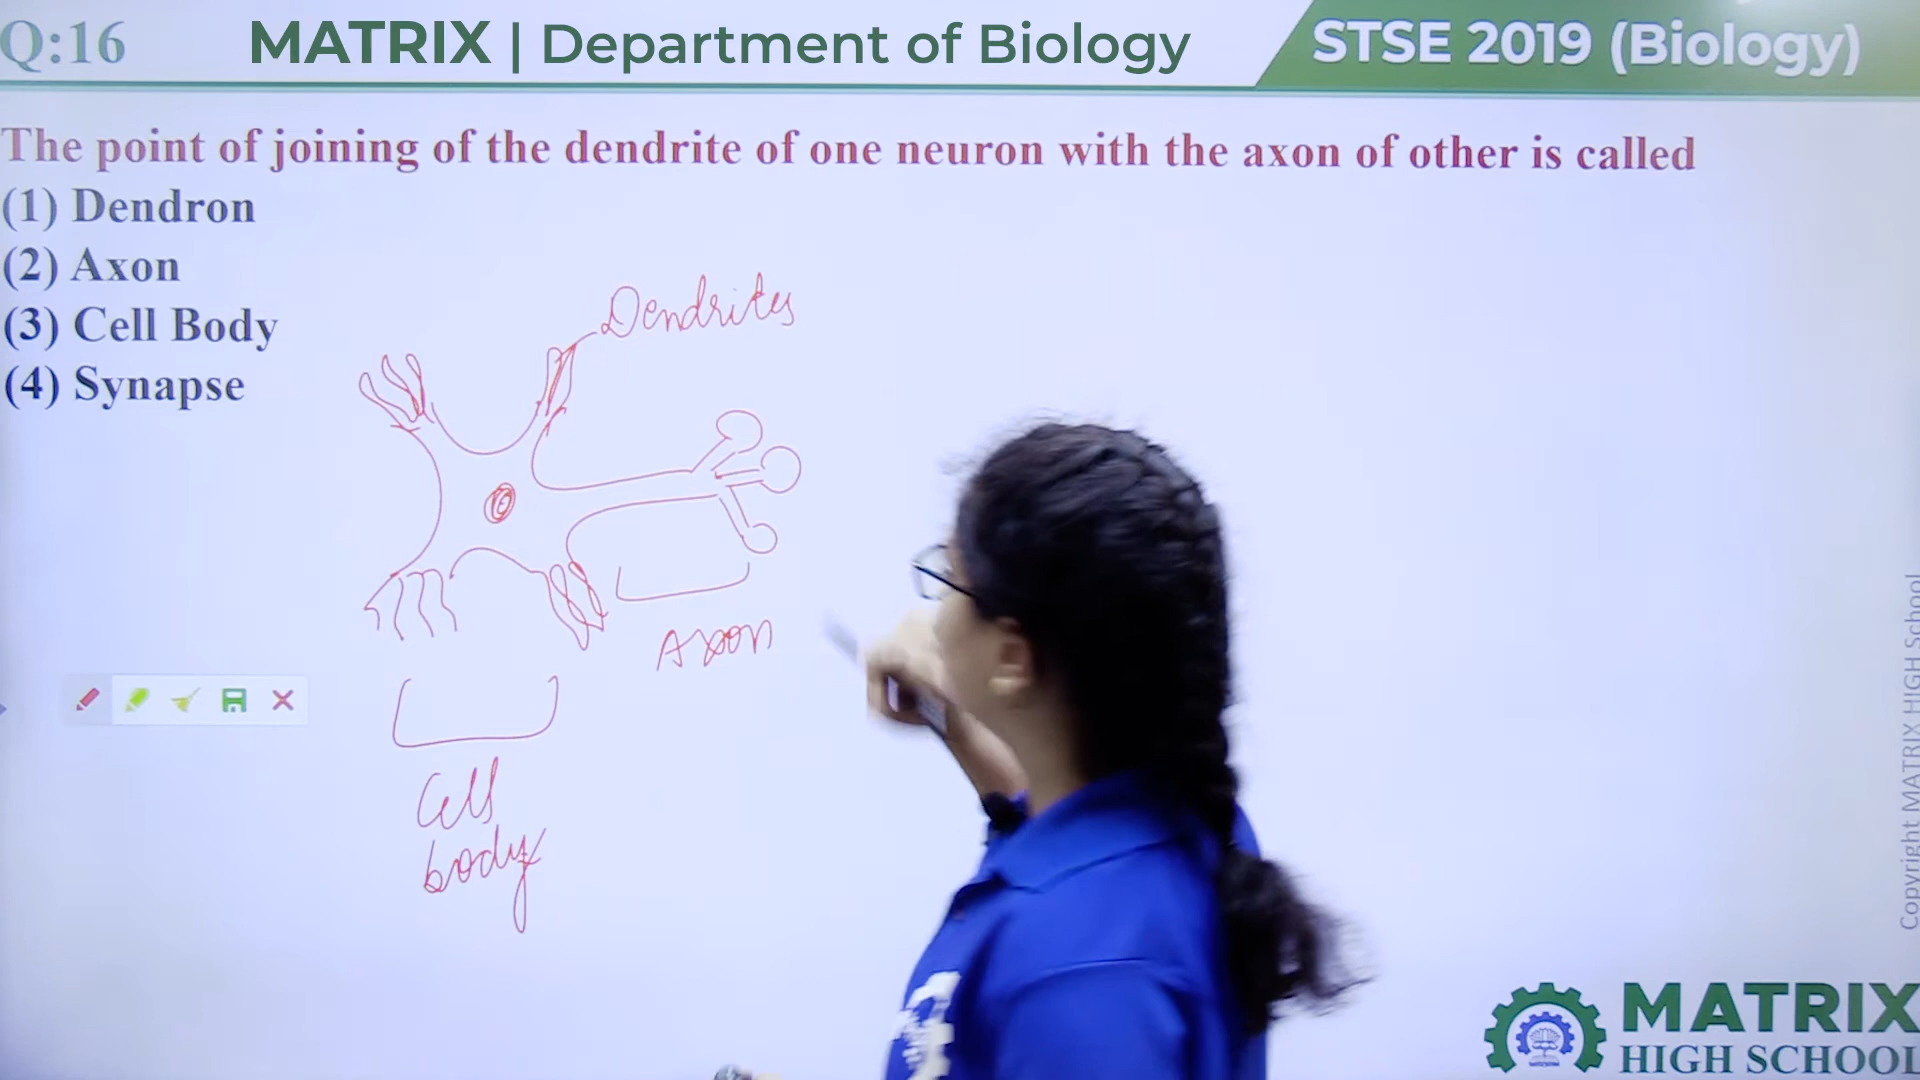 Q:16
MATRIX | Department of Biology
STSE 2019 (Biology)
The point of joining of the dendrite of one neuron with the axon of other is called
(1) Dendron
(2) Axon
(3) Cell Body
(4) Synapse
Dendrites
Axon
Cell
body
Copyright MATRIX HIGH School
MATRIX
HIGH SCHOOL